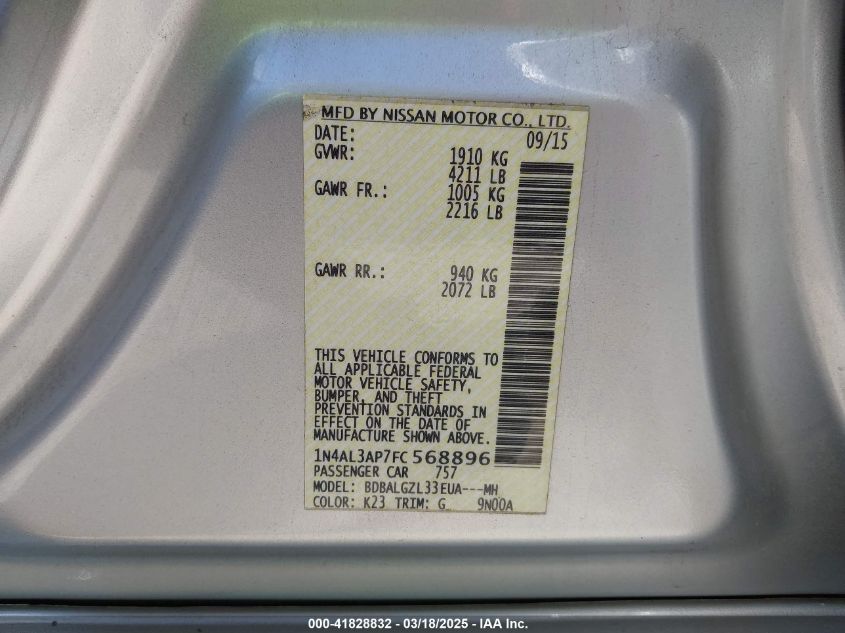 MFD BY NISSAN MOTOR CO., LTD.
DATE: 09/15
GVWR: 1910 KG
4211 LB
GAWR FR.: 1005 KG
2216 LB
GAWR RR.: 940 KG
2072 LB
THIS VEHICLE CONFORMS TO
ALL APPLICABLE FEDERAL
MOTOR VEHICLE SAFETY,
BUMPER, AND THEFT
PREVENTION STANDARDS IN
EFFECT ON THE DATE OF
MANUFACTURE SHOWN ABOVE.
1N4AL3AP7FC568896
PASSENGER CAR 757
MODEL: BDBALGZL33EUA---MH
COLOR: K23 TRIM: G 9N00A
000-41828832 - 03/18/2025 - IAA Inc.